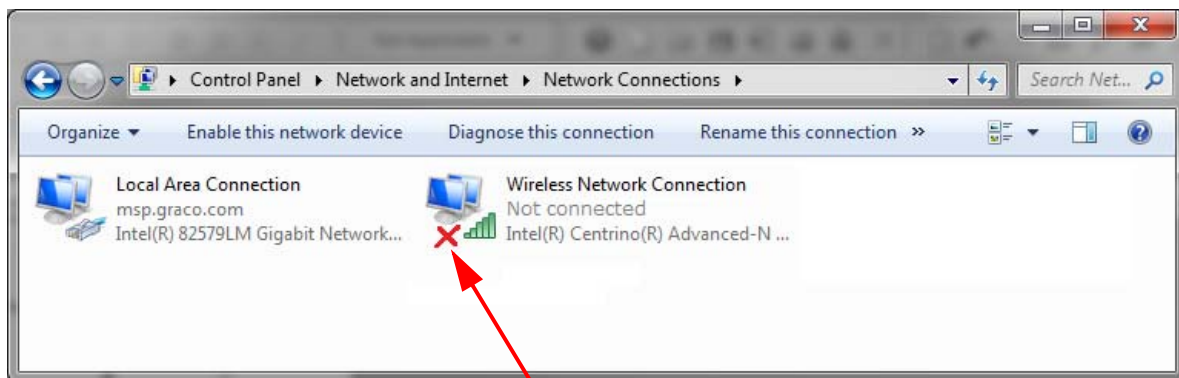 Control Panel Network and Internet Network Connections Search Net...
Organize Enable this network device Diagnose this connection Rename this connection »
Local Area Connection
msp.graco.com
Intel(R) 82579LM Gigabit Network...
Wireless Network Connection
Not connected
Intel(R) Centrino(R) Advanced-N ...